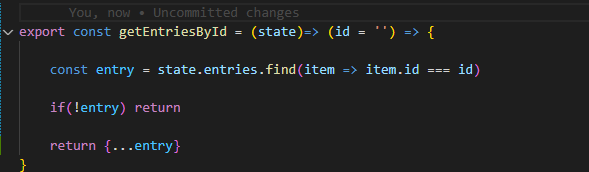 You, now • Uncommitted changes
export const getEntriesById = (state)=> (id = '') => {
const entry = state.entries.find(item => item.id === id)
if(!entry) return
return {...entry}
}